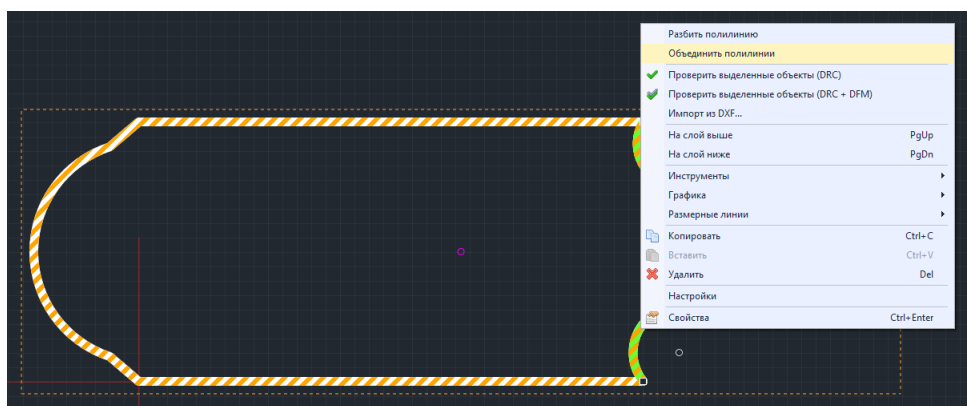 Разбить полилинию
Объединить полилинии
Проверить выделенные объекты (DRC)
Проверить выделенные объекты (DRC + DFM)
Импорт из DXF...
На слой выше PgUp
На слой ниже PgDn
Инструменты
Графика
Размерные линии
Копировать Ctrl+C
Вставить Ctrl+V
Удалить Del
Настройки
Свойства Ctrl+Enter